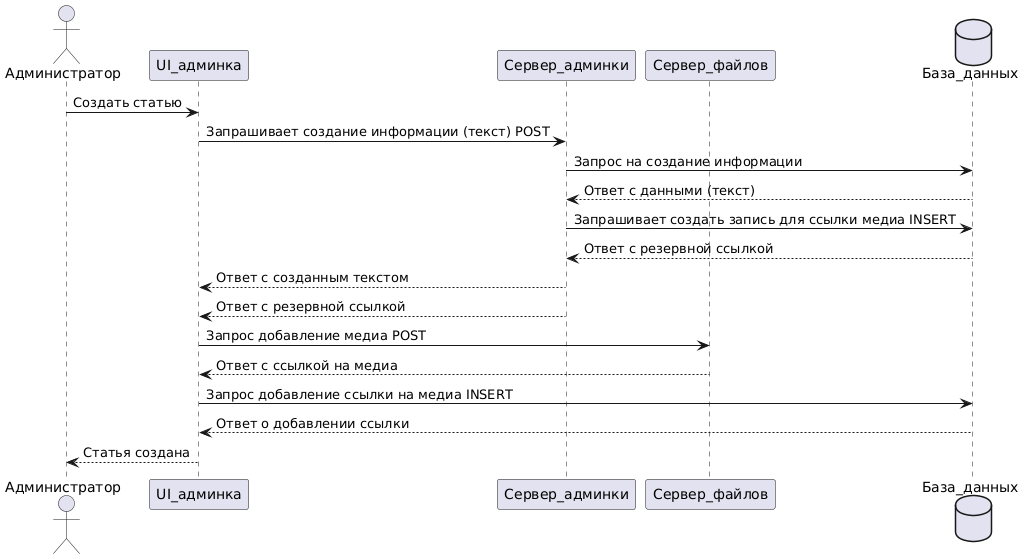 Администратор
UI_админка
Сервер_админки
Сервер_файлов
База_данных
Создать статью
Запрашивает создание информации (текст) POST
Запрос на создание информации
Ответ с данными (текст)
Запрашивает создать запись для ссылки медиа INSERT
Ответ с резервной ссылкой
Ответ с созданным текстом
Ответ с резервной ссылкой
Запрос добавление медиа POST
Ответ с ссылкой на медиа
Запрос добавление ссылки на медиа INSERT
Ответ о добавлении ссылки
Статья создана
Администратор
UI_админка
Сервер_админки
Сервер_файлов
База_данных